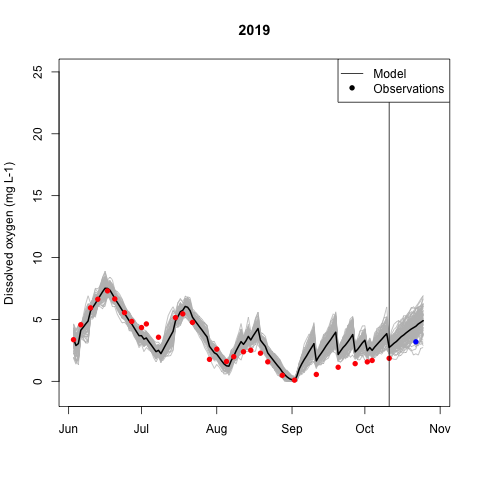 2019
Dissolved oxygen (mg L-1)
25
20
15
10
5
0
Model
Observations
Jun Jul Aug Sep Oct Nov